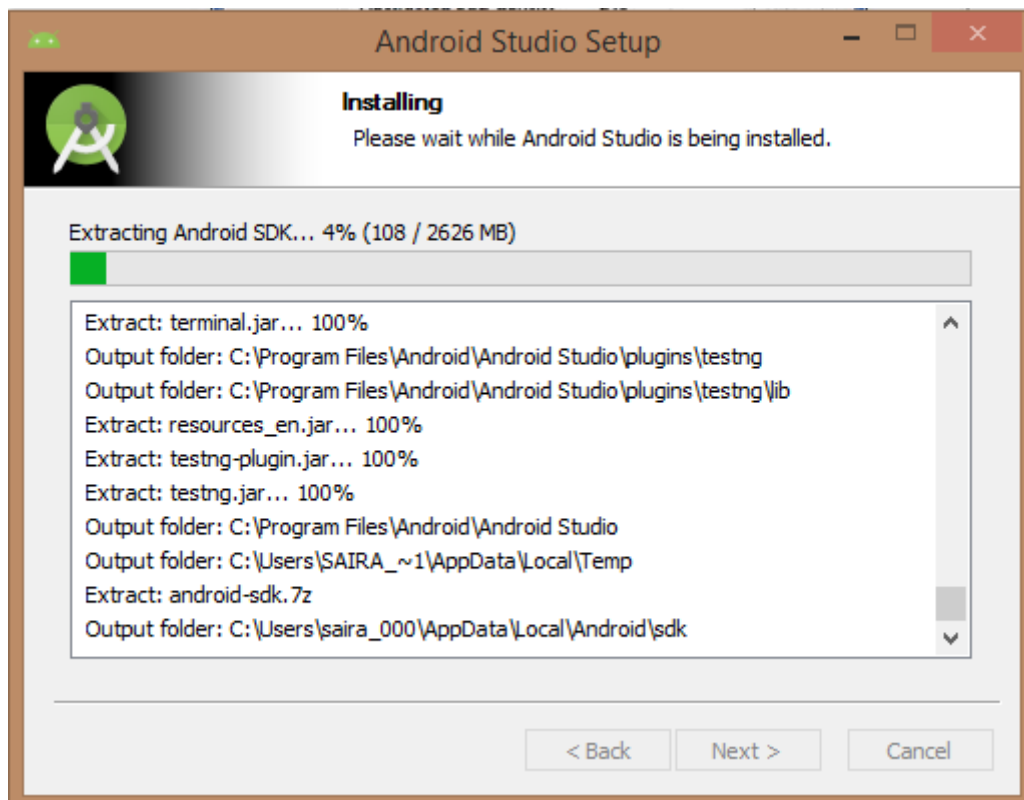 Android Studio Setup
Installing
Please wait while Android Studio is being installed.
Extracting Android SDK... 4% (108 / 2626 MB)
Extract: terminal.jar... 100%
Output folder: C:\Program Files\Android\Android Studio\plugins\testng
Output folder: C:\Program Files\Android\Android Studio\plugins\testng\lib
Extract: resources_en.jar... 100%
Extract: testng-plugin.jar... 100%
Extract: testng.jar... 100%
Output folder: C:\Program Files\Android\Android Studio
Output folder: C:\Users\SAIRA_~1\AppData\Local\Temp
Extract: android-sdk.7z
Output folder: C:\Users\saira_000\AppData\Local\Android\sdk
< Back
Next >
Cancel